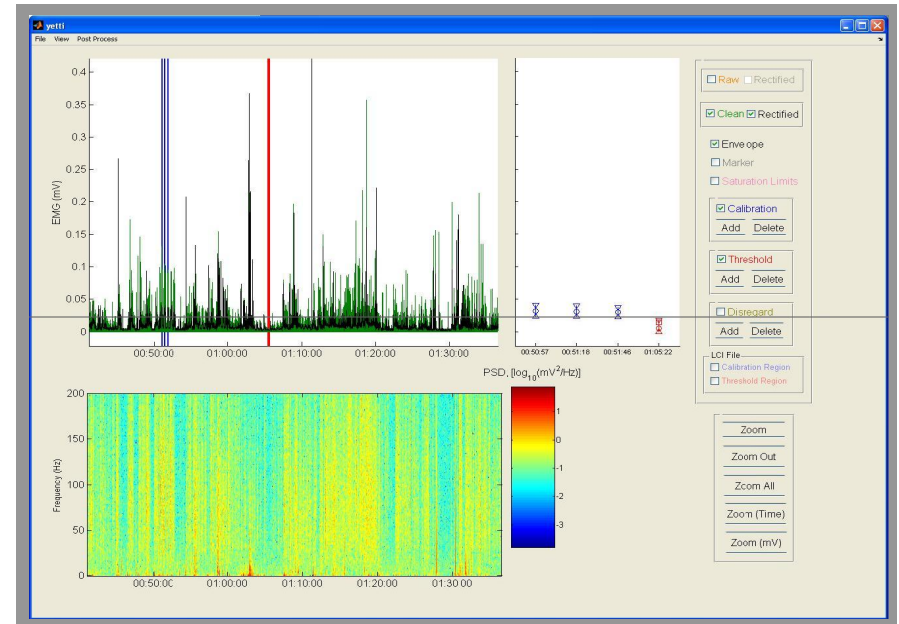 yetti
File View Post Process
0.4
0.35
0.3
0.25
0.2
0.15
0.1
0.05
0
EMG (mV)
00:50:00 01:00:00 01:10:00 01:20:00 01:30:00
00:50:57 00:51:18 00:51:46 01:05:22
Raw Rectified
Clean Rectified
Enve ope
Marker
Saturation Limits
Calibration
Add Delete
Threshold
Add Delete
Disregard
Add Delete
LCI File
Calibration Region
Threshold Region
PSD, [log10(mV2/Hz)]
200
150
100
50
0
Frequency (Hz)
00:50:00 01:00:00 01:10:00 01:20:00 01:30:00
1
0
-1
-2
-3
Zoom
Zoom Out
Zoom All
Zoom (Time)
Zoom (mV)